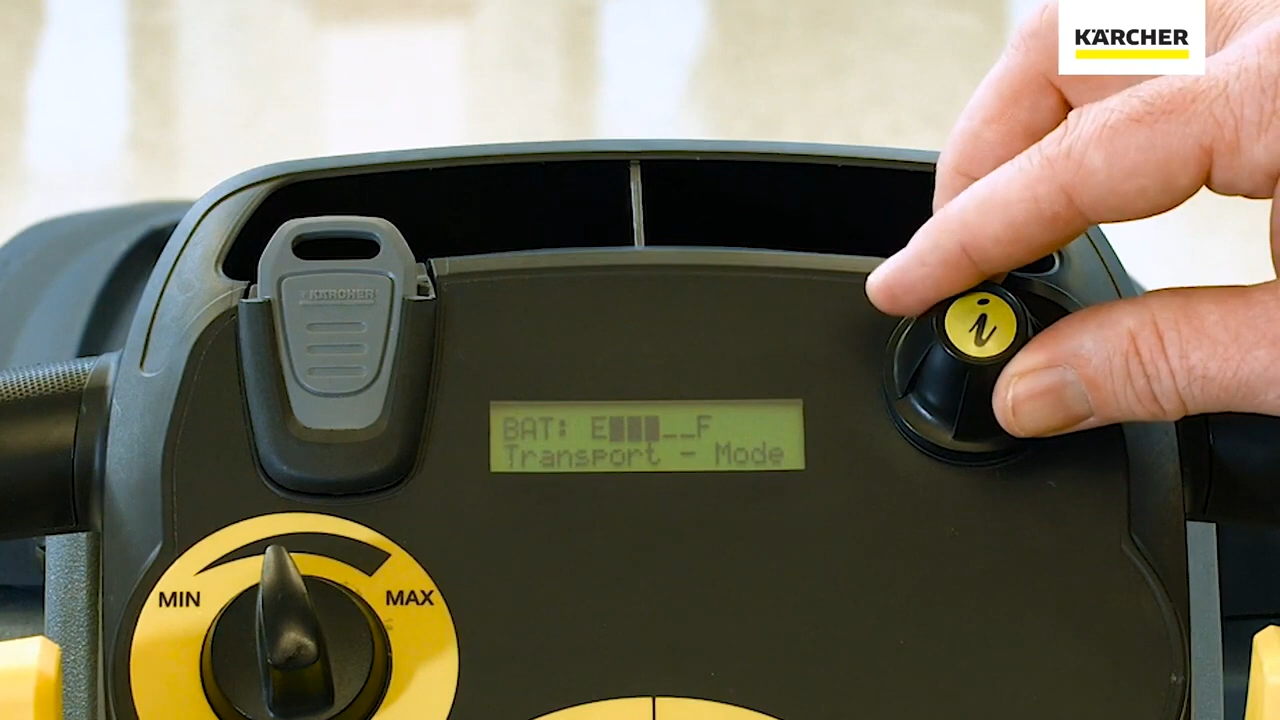 KÄRCHER
KÄRCHER
i
BAT: E███__F
Transport - Mode
MIN
MAX